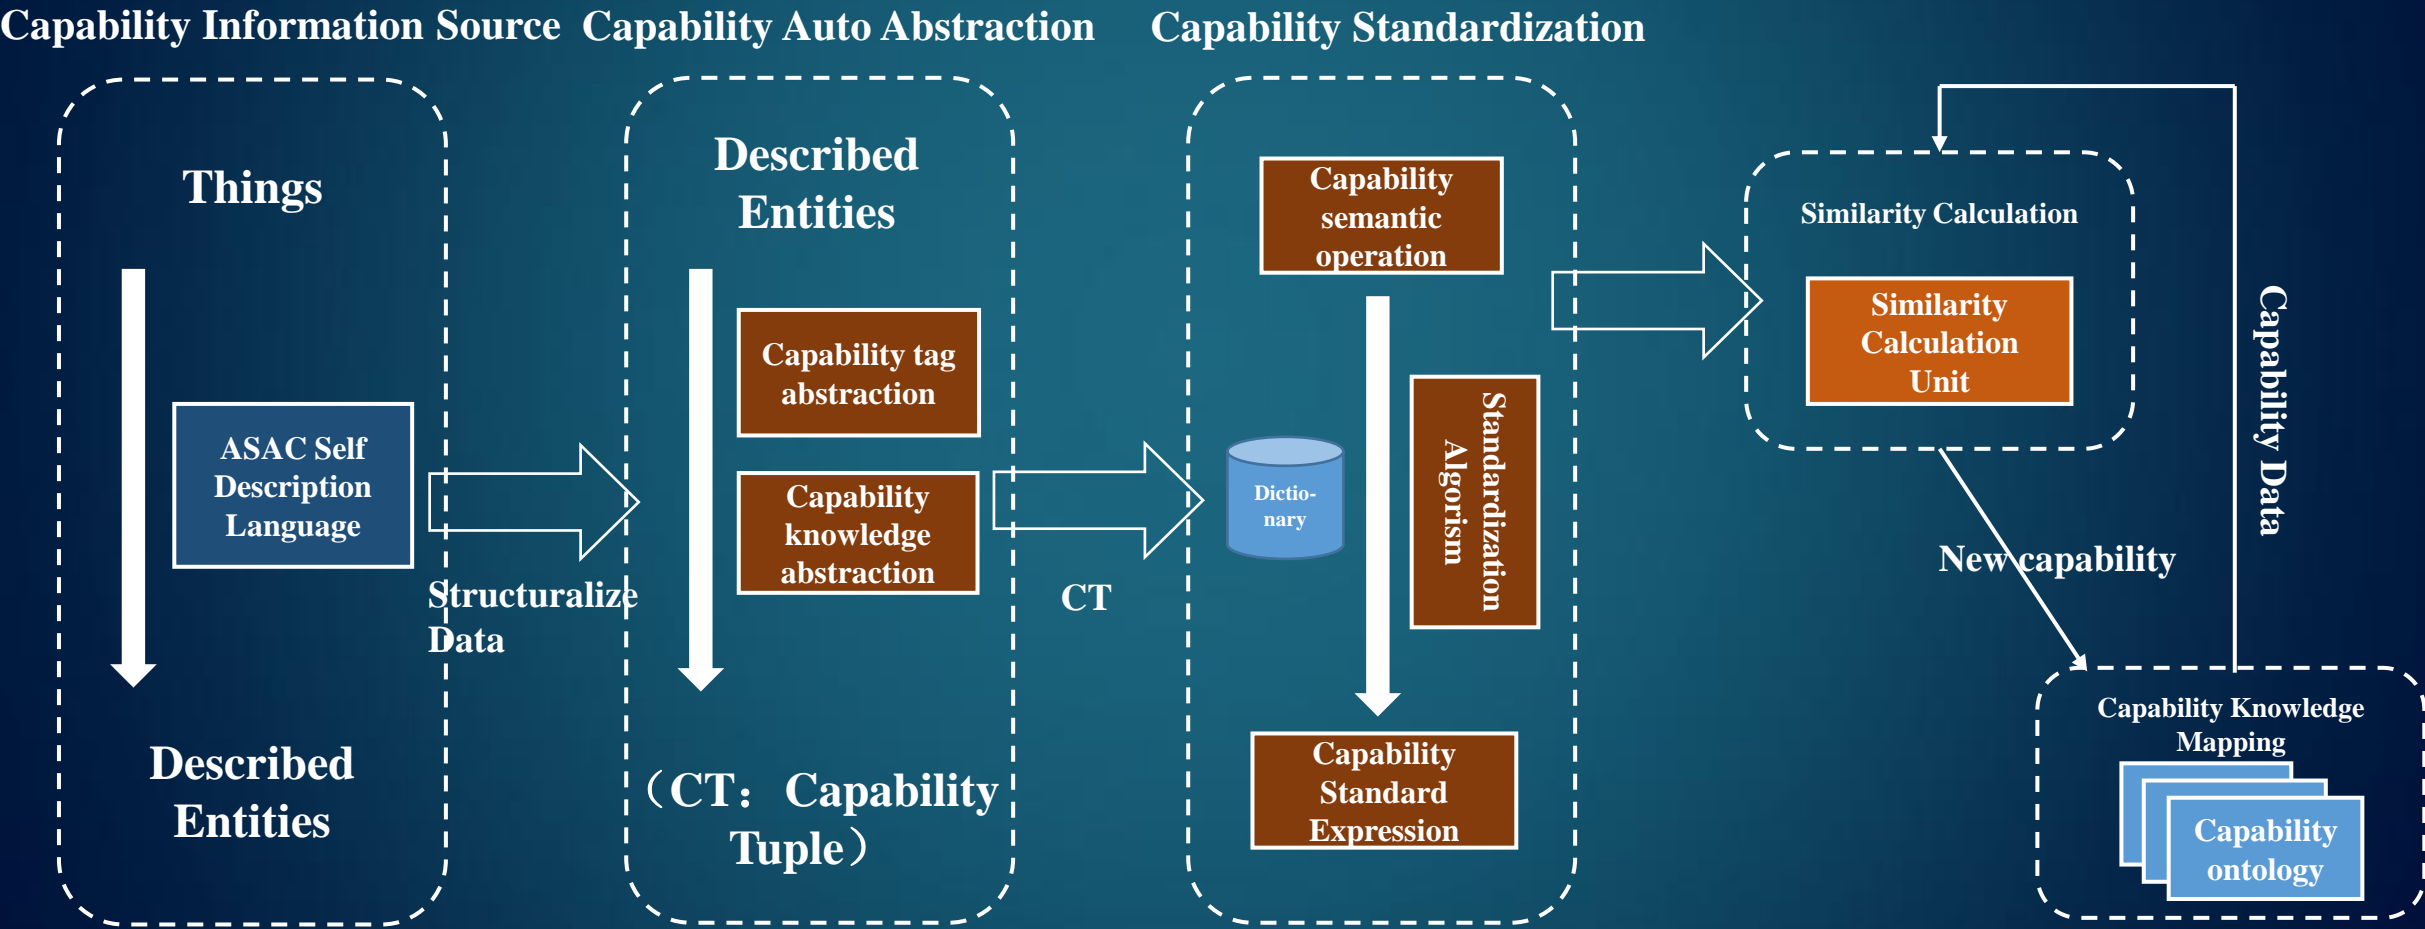 Capability Information Source
Capability Auto Abstraction
Capability Standardization
Things
ASAC Self
Description
Language
Described
Entities
Structuralize
Data
Described
Entities
Capability tag
abstraction
Capability
knowledge
abstraction
（CT： Capability
Tuple）
CT
Capability
semantic
operation
Dictio-
nary
Standardization
Algorism
Capability
Standard
Expression
Similarity Calculation
Similarity
Calculation
Unit
New capability
Capability Data
Capability Knowledge
Mapping
Capability
ontology